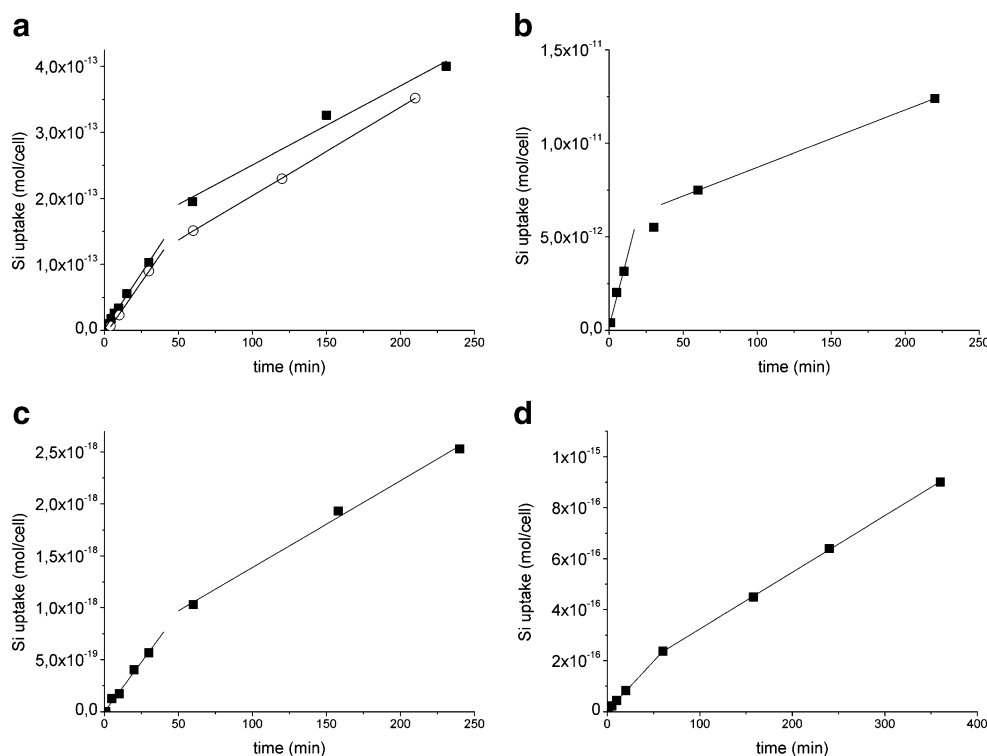 a
4,0x10⁻¹³
3,0x10⁻¹³
2,0x10⁻¹³
1,0x10⁻¹³
0,0
Si uptake (mol/cell)
0 50 100 150 200 250
time (min)
b
1,5x10⁻¹¹
1,0x10⁻¹¹
5,0x10⁻¹²
0,0
Si uptake (mol/cell)
0 50 100 150 200 250
time (min)
c
2,5x10⁻¹⁸
2,0x10⁻¹⁸
1,5x10⁻¹⁸
1,0x10⁻¹⁸
5,0x10⁻¹⁹
0,0
Si uptake (mol/cell)
0 50 100 150 200 250
time (min)
d
1x10⁻¹⁵
8x10⁻¹⁶
6x10⁻¹⁶
4x10⁻¹⁶
2x10⁻¹⁶
0
Si uptake (mol/cell)
0 100 200 300 400
time (min)